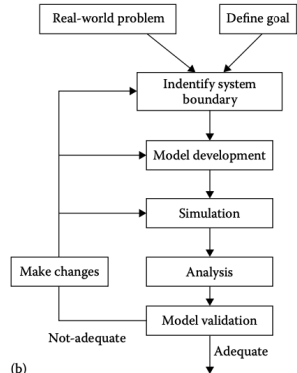 Real-world problem
Define goal
Indentify system
boundary
Model development
Simulation
Make changes
Analysis
Model validation
Not-adequate
Adequate
(b)